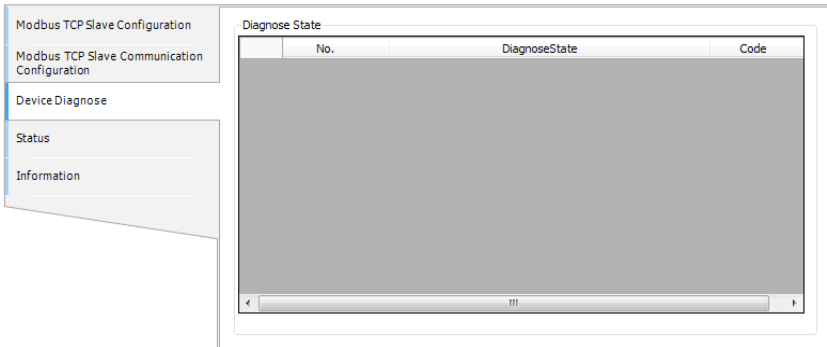 Modbus TCP Slave Configuration
Modbus TCP Slave Communication
Configuration
Device Diagnose
Status
Information
Diagnose State
No. DiagnoseState Code